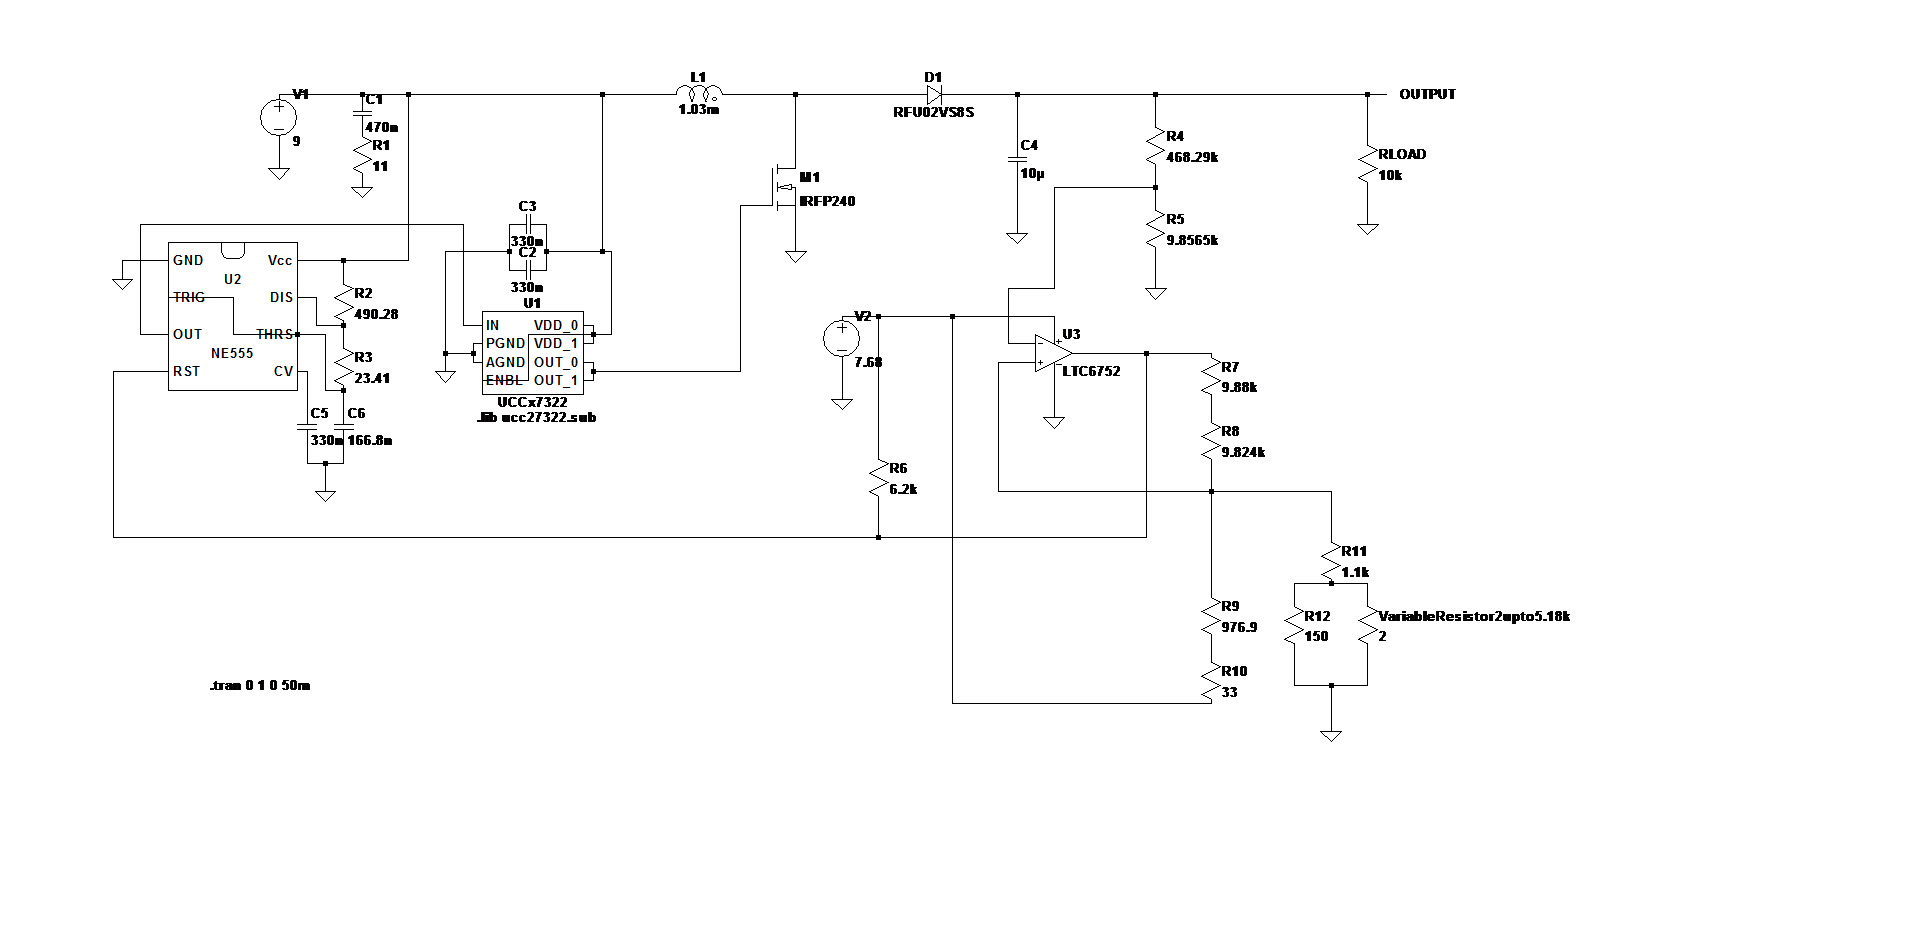 V1
9
C1
470n
R1
11
L1
1.03m
D1
RFU02VS8S
OUTPUT
C4
10µ
R4
468.29k
R5
9.8565k
RLOAD
10k
M1
IRFP240
C3
330n
C2
330n
U1
IN
VDD_0
PGND
VDD_1
AGND
OUT_0
ENBL
OUT_1
UCCx7322
.lib ucc27322.sub
GND
Vcc
U2
TRIG
DIS
OUT
THRS
NE555
RST
CV
R2
490.28
R3
23.41
C5
330n
C6
166.8n
V2
7.68
U3
LTC6752
R6
6.2k
R7
9.88k
R8
9.824k
R9
976.9
R10
33
R11
1.1k
R12
150
VariableResistor2upto5.18k
2
.tran 0 1 0 50m